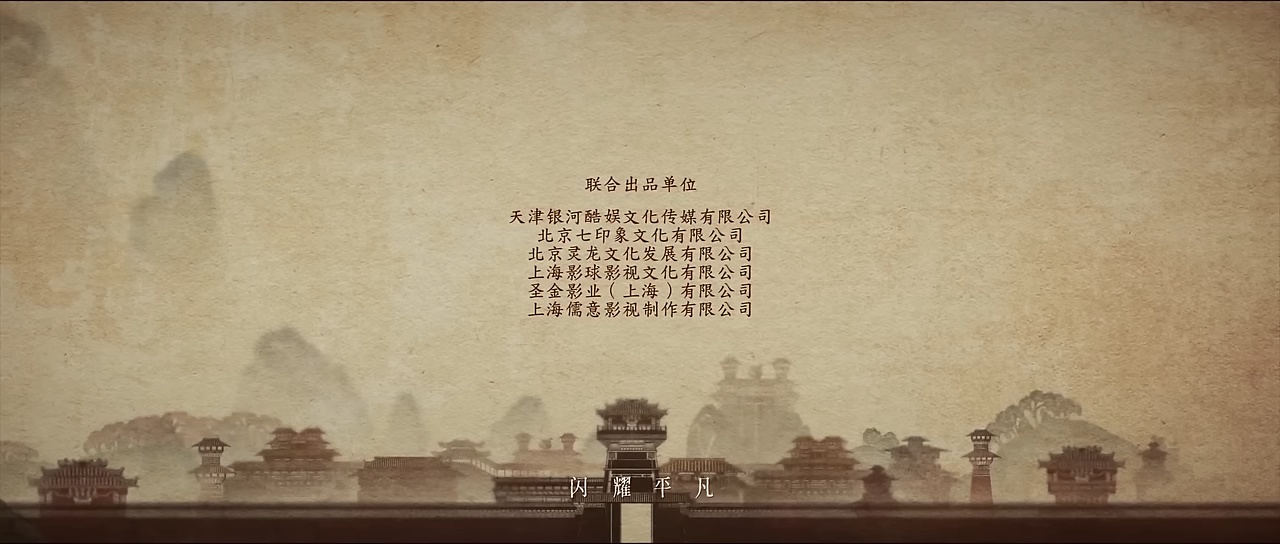 联合出品单位
天津银河酷娱文化传媒有限公司
北京七印象文化有限公司
北京灵龙文化发展有限公司
上海影球影视文化有限公司
圣金影业（上海）有限公司
上海儒意影视制作有限公司
闪耀平凡